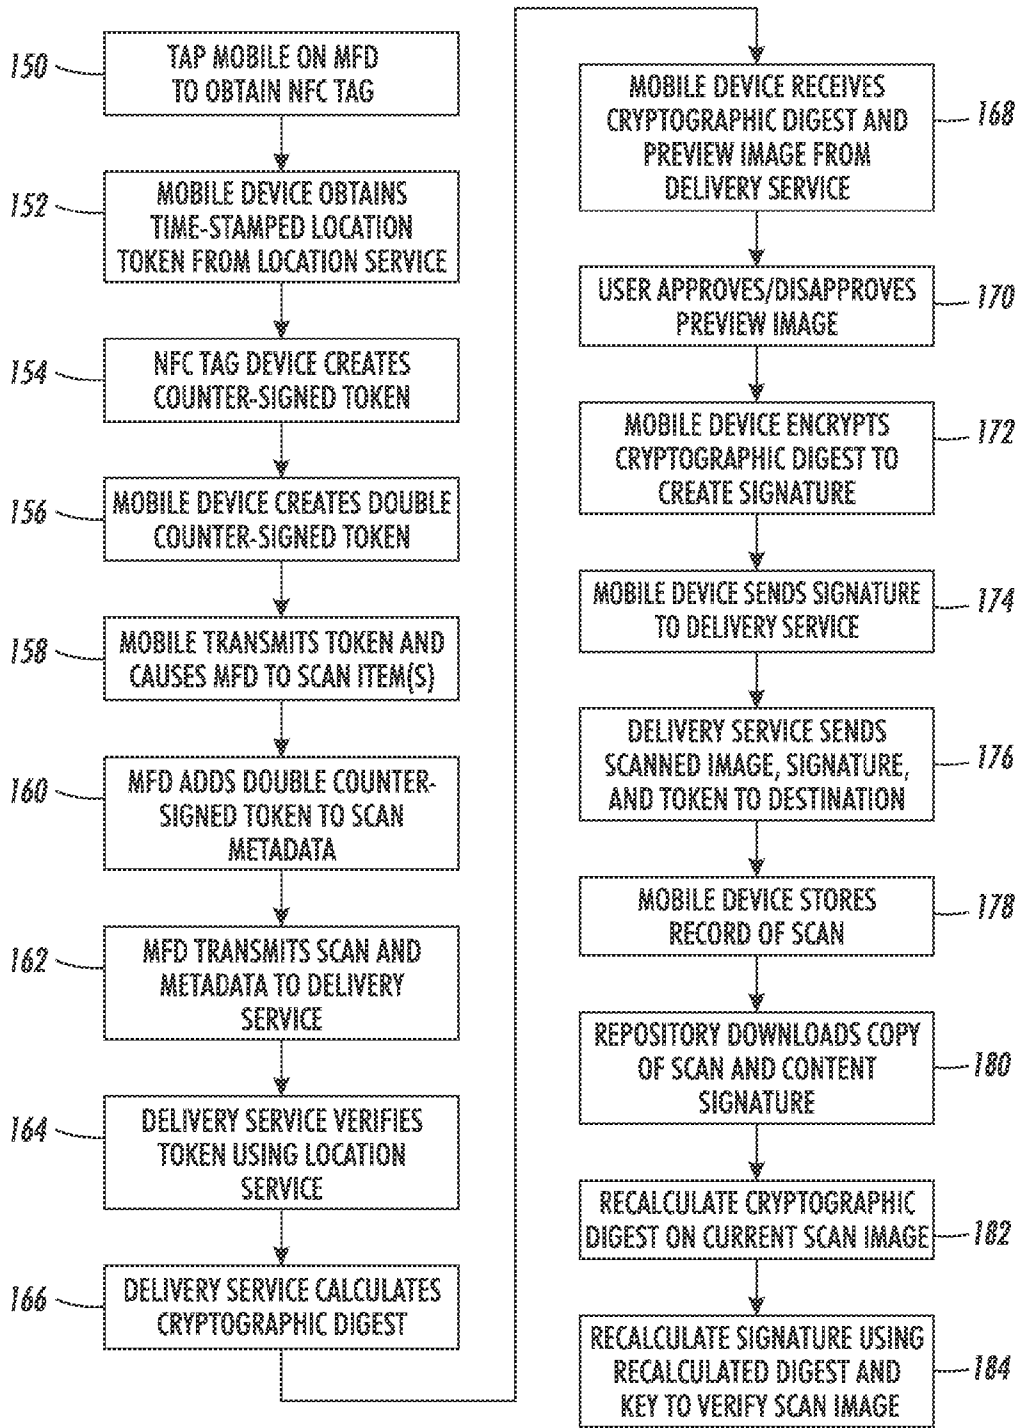 150
TAP MOBILE ON MFD
TO OBTAIN NFC TAG
152
MOBILE DEVICE OBTAINS
TIME-STAMPED LOCATION
TOKEN FROM LOCATION SERVICE
154
NFC TAG DEVICE CREATES
COUNTER-SIGNED TOKEN
156
MOBILE DEVICE CREATES DOUBLE
COUNTER-SIGNED TOKEN
158
MOBILE TRANSMITS TOKEN AND
CAUSES MFD TO SCAN ITEM(S)
160
MFD ADDS DOUBLE COUNTER-
SIGNED TOKEN TO SCAN
METADATA
162
MFD TRANSMITS SCAN AND
METADATA TO DELIVERY
SERVICE
164
DELIVERY SERVICE VERIFIES
TOKEN USING LOCATION
SERVICE
166
DELIVERY SERVICE CALCULATES
CRYPTOGRAPHIC DIGEST
MOBILE DEVICE RECEIVES
CRYPTOGRAPHIC DIGEST AND
PREVIEW IMAGE FROM
DELIVERY SERVICE
168
USER APPROVES/DISAPPROVES
PREVIEW IMAGE
170
MOBILE DEVICE ENCRYPTS
CRYPTOGRAPHIC DIGEST TO
CREATE SIGNATURE
172
MOBILE DEVICE SENDS SIGNATURE
TO DELIVERY SERVICE
174
DELIVERY SERVICE SENDS
SCANNED IMAGE, SIGNATURE,
AND TOKEN TO DESTINATION
176
MOBILE DEVICE STORES
RECORD OF SCAN
178
REPOSITORY DOWNLOADS COPY
OF SCAN AND CONTENT
SIGNATURE
180
RECALCULATE CRYPTOGRAPHIC
DIGEST ON CURRENT SCAN IMAGE
182
RECALCULATE SIGNATURE USING
RECALCULATED DIGEST AND
KEY TO VERIFY SCAN IMAGE
184